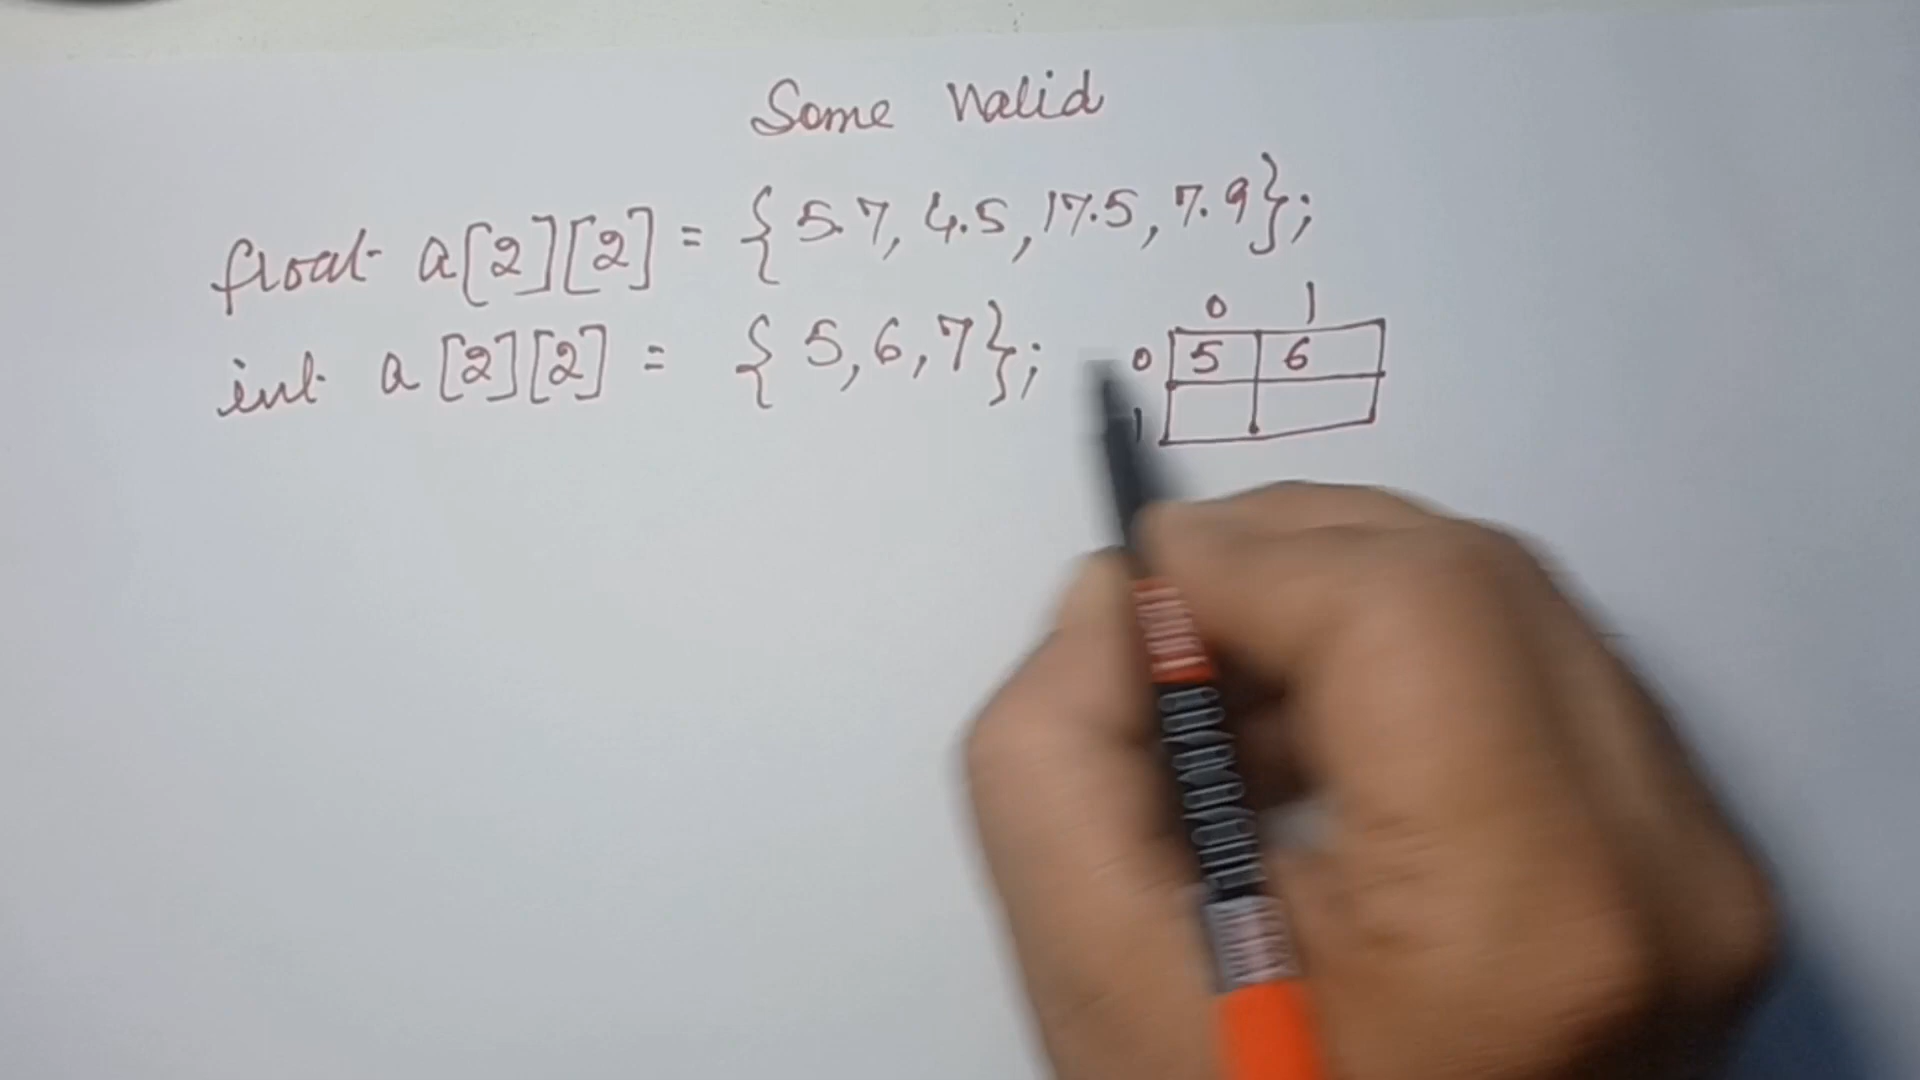 Some Valid
float a[2][2] = {5.7, 4.5, 17.5, 7.9};
int a[2][2] = {5,6,7};
0 1
0 5 6
1